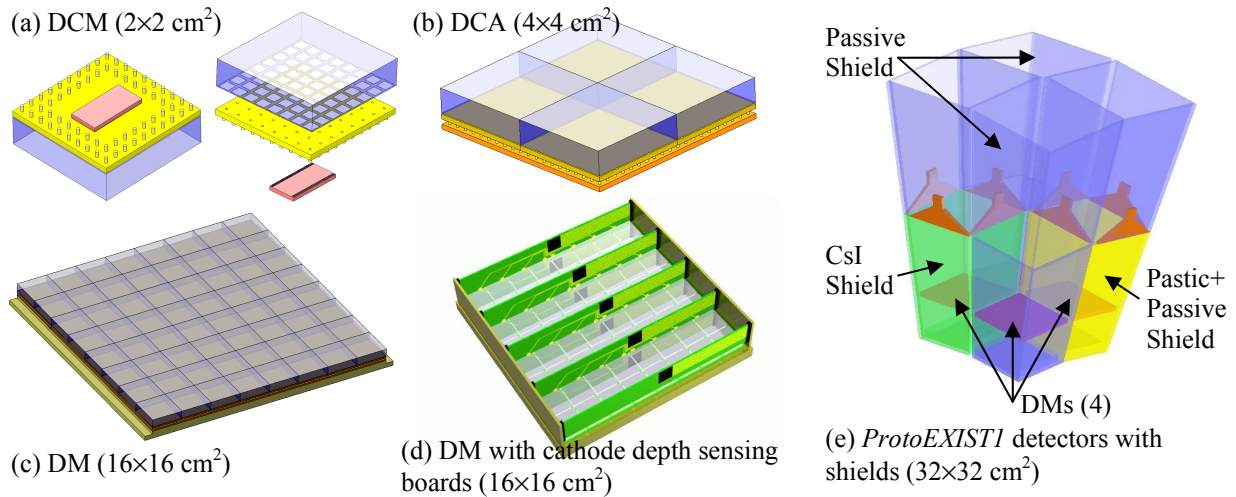 (a) DCM (2×2 cm²)
(b) DCA (4×4 cm²)
Passive
Shield
CsI
Shield
Pastic+
Passive
Shield
DMs (4)
(c) DM (16×16 cm²)
(d) DM with cathode depth sensing
boards (16×16 cm²)
(e) ProtoEXIST1 detectors with
shields (32×32 cm²)